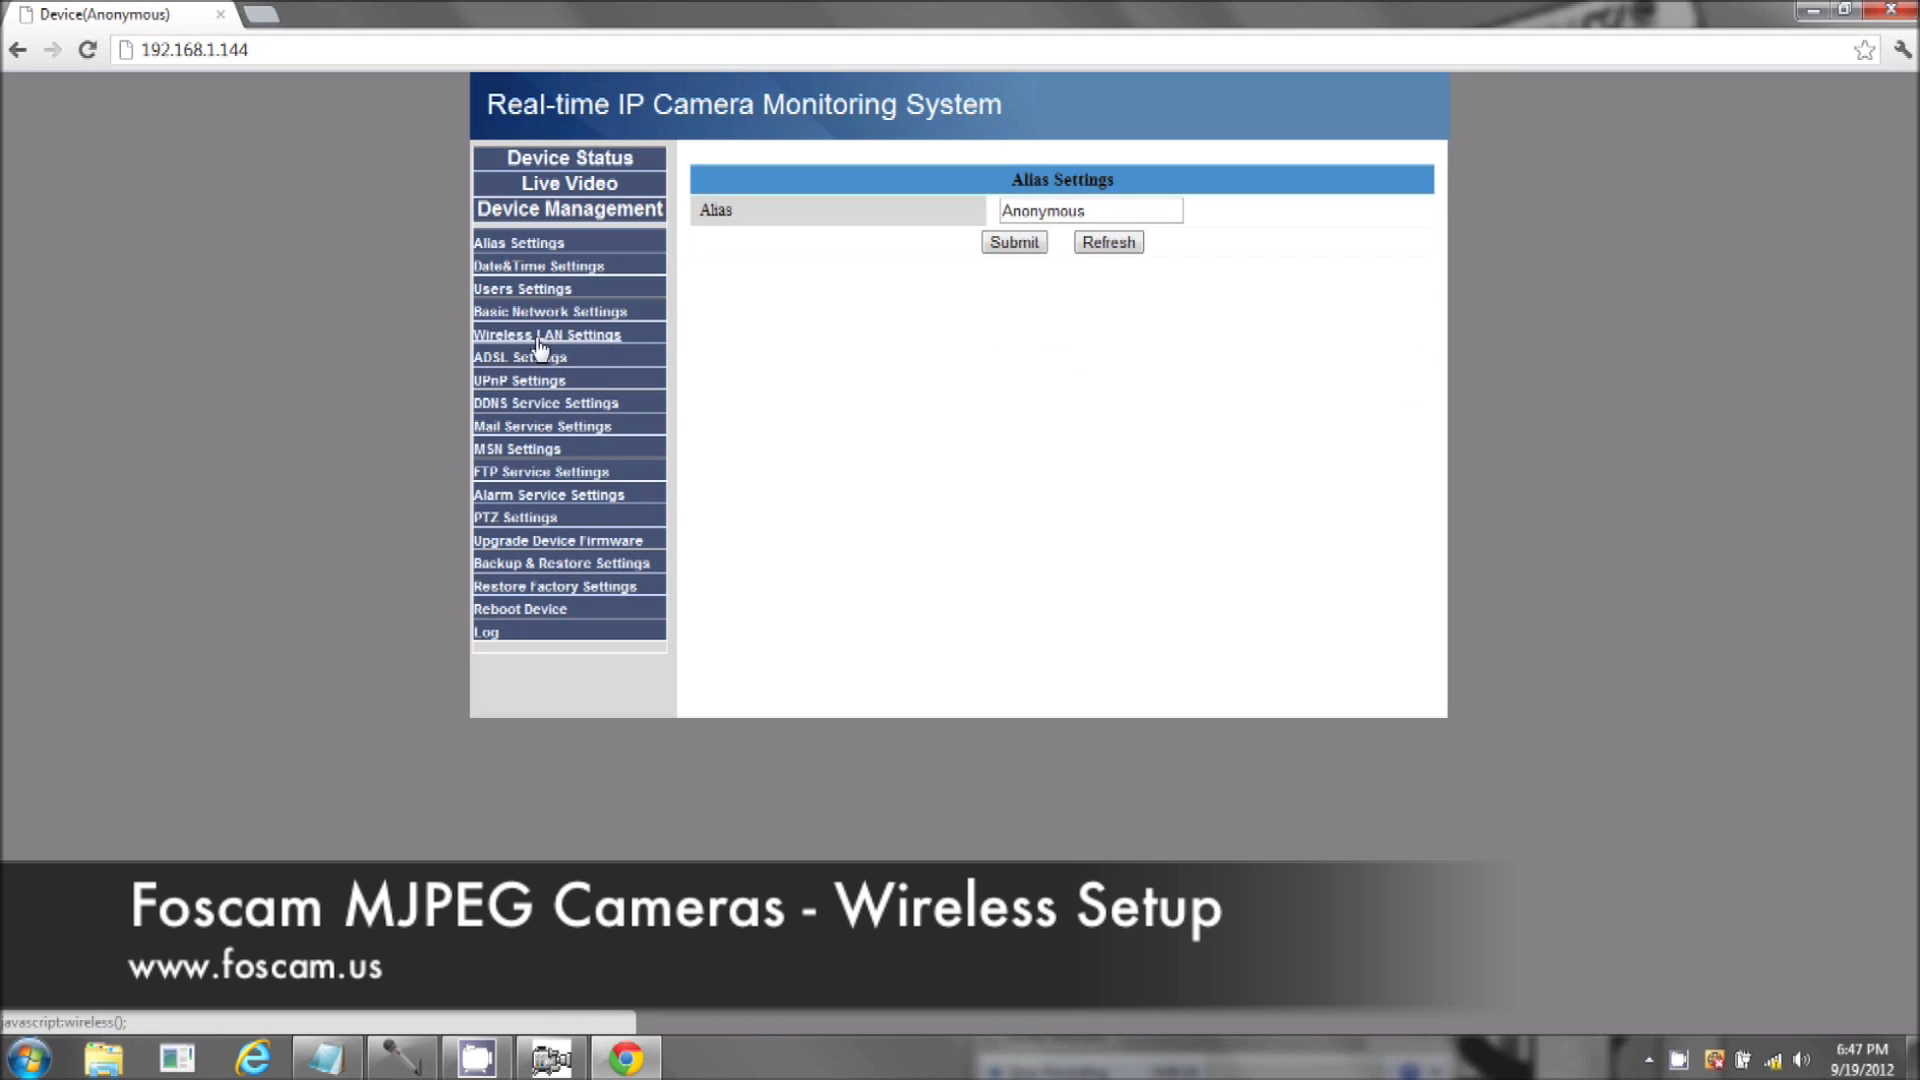 Device(Anonymous)
192.168.1.144
Real-time IP Camera Monitoring System
Device Status
Live Video
Device Management
Alias Settings
Date&Time Settings
Users Settings
Basic Network Settings
Wireless LAN Settings
ADSL Settings
UPnP Settings
DDNS Service Settings
Mail Service Settings
MSN Settings
FTP Service Settings
Alarm Service Settings
PTZ Settings
Upgrade Device Firmware
Backup & Restore Settings
Restore Factory Settings
Reboot Device
Log
Alias Settings
Alias Anonymous
Submit Refresh
Foscam MJPEG Cameras - Wireless Setup
www.foscam.us
javascript:wireless();
6:47 PM
9/19/2012